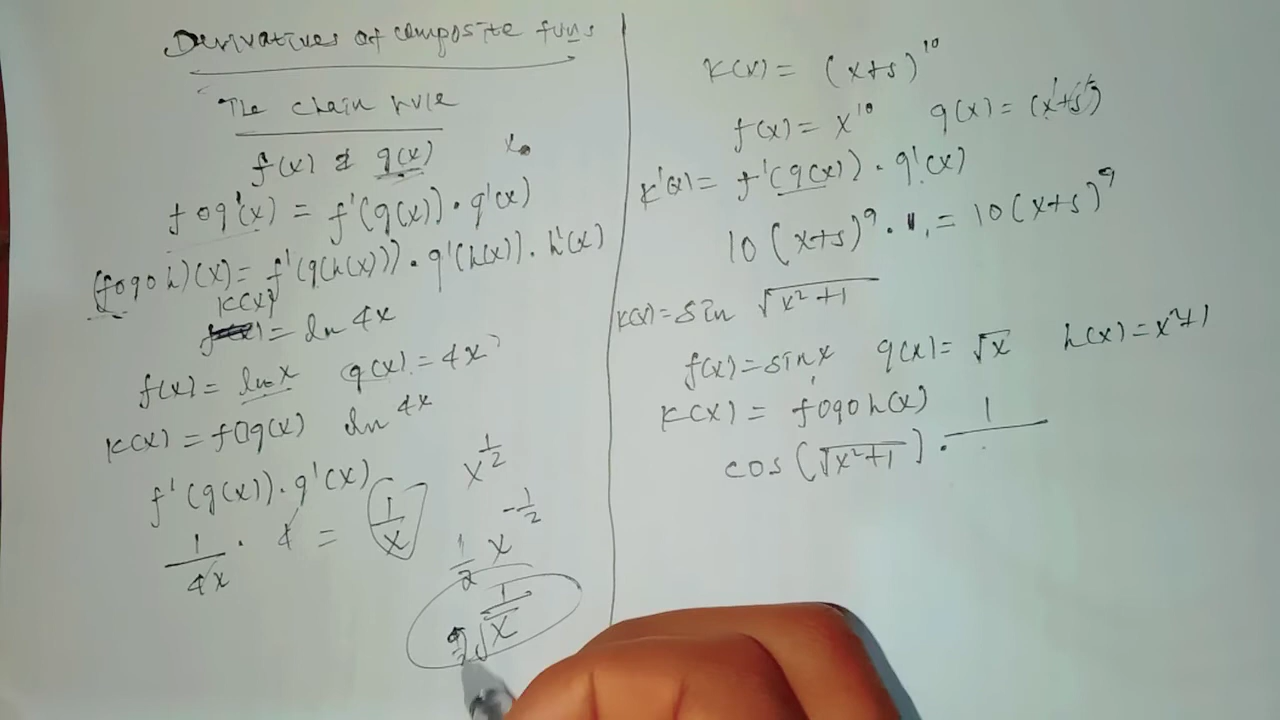 Derivatives of composite funs
The chain rule
f(x) & g(x)
fog'(x) = f'(g(x)) · g'(x)
(fogoh)(x) = f'(g(h(x))) · g'(h(x)) · h'(x)
k(x) = ln 4x
f(x) = ln x g(x) = 4x
k(x) = fog(x) ln 4x
f'(g(x)) · g'(x)
1/4x · 4 = 1/x
x^1/2
1/2 x^-1/2
1
2√x
k(x) = (x+5)^10
f(x) = x^10 g(x) = (x+5)
k'(x) = f'(g(x)) · g'(x)
10(x+5)^9 · 1 = 10(x+5)^9
k(x) = sin √x²+1
f(x) = sin x g(x) = √x h(x) = x²+1
k(x) = fogoh(x)
cos(√x²+1) · 1